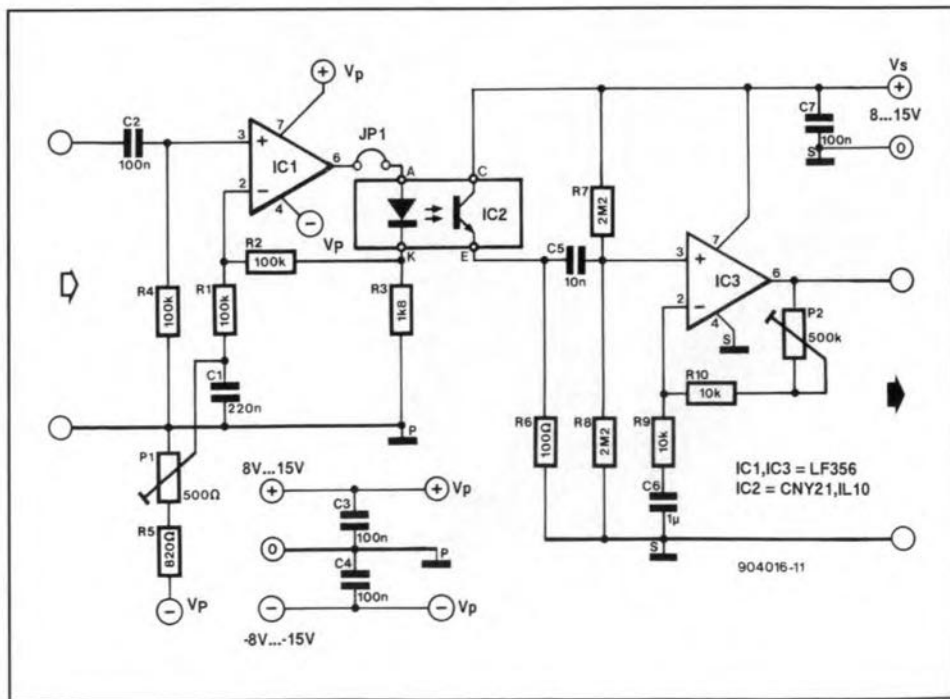 Vp
C2
100n
3
+
7
IC1
6
2
-
4
Vp
JP1
A
C
IC2
K
E
R2
100k
R4
100k
R1
100k
C1
220n
R3
1k8
P
P1
500Ω
R5
820Ω
VP
8V...15V
+
+
Vp
C3
100n
0
P
C4
100n
-
-
Vp
-8V...-15V
Vs
+
8...15V
C7
100n
S
0
R7
2M2
C5
10n
3
+
7
IC3
6
2
-
4
S
P2
500k
R10
10k
R6
100Ω
R8
2M2
R9
10k
C6
1µ
S
IC1,IC3 = LF356
IC2 = CNY21,IL10
904016-11